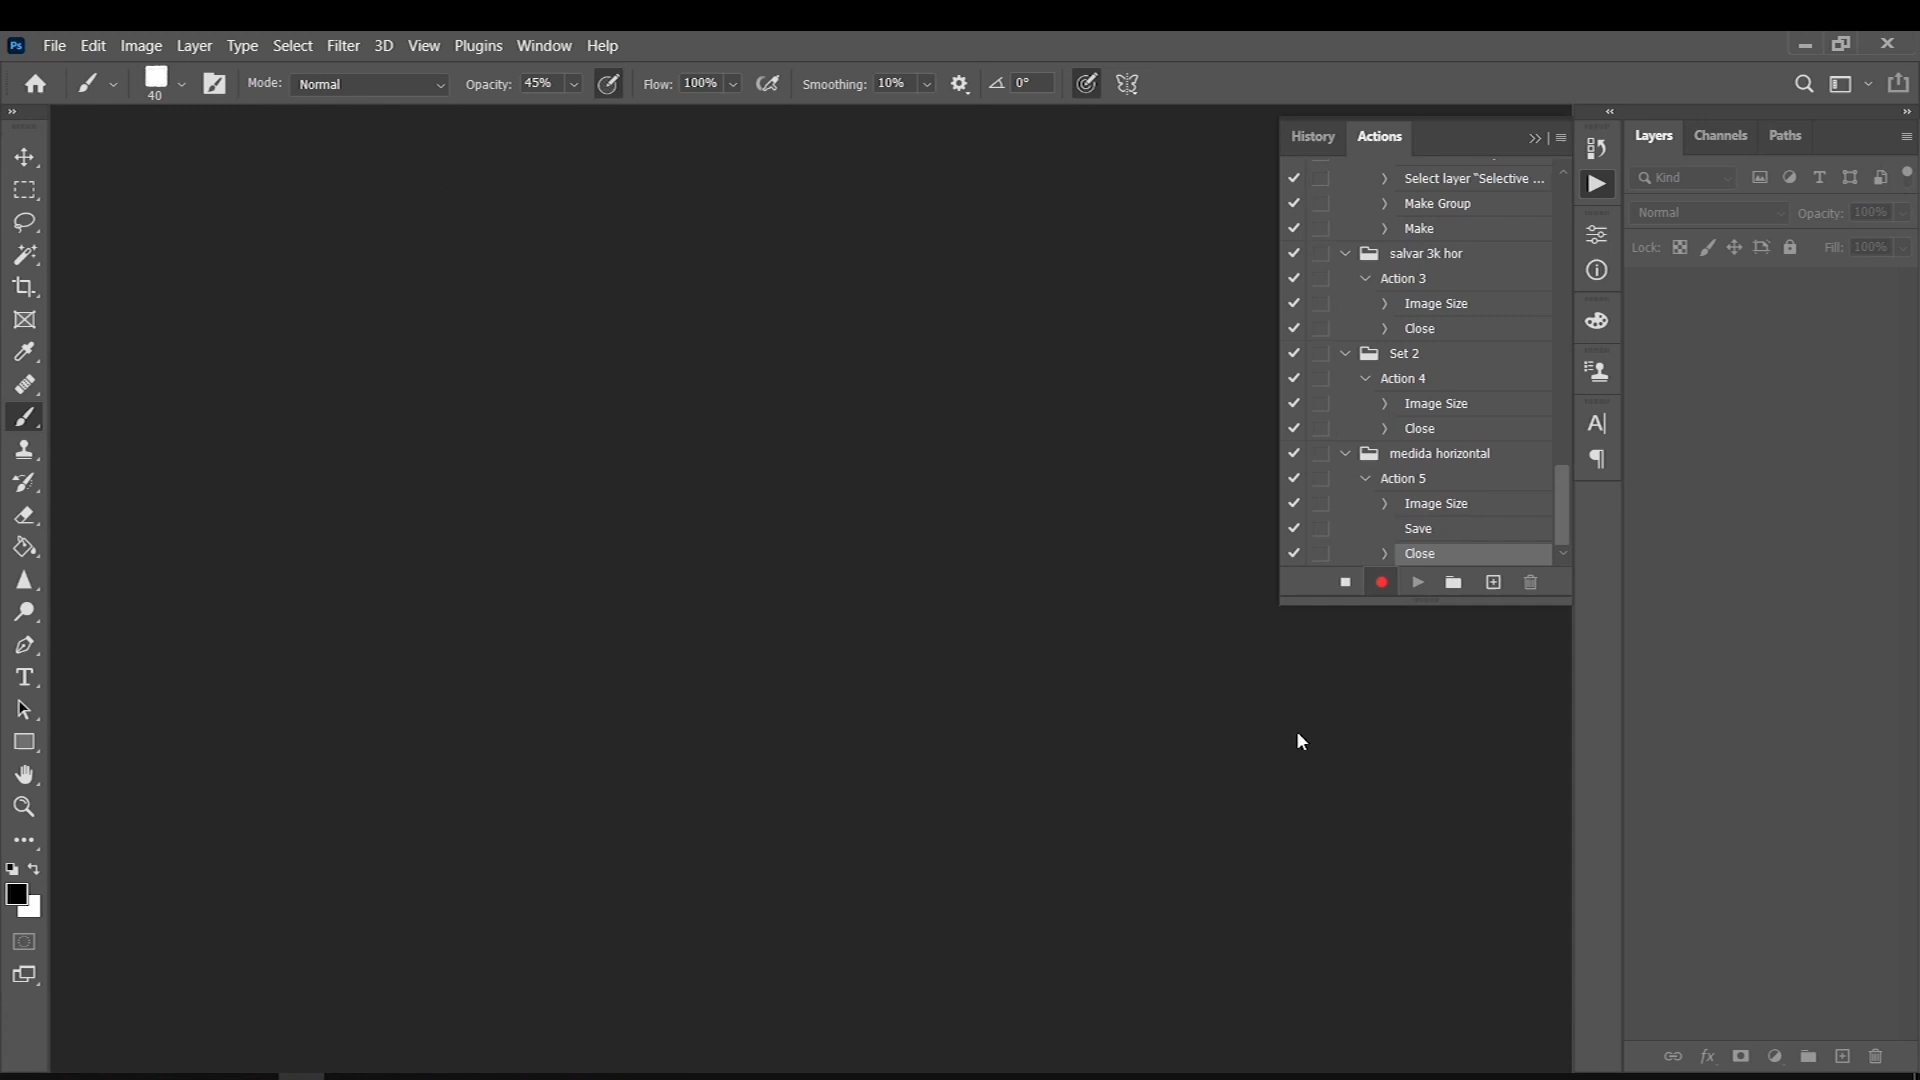 Ps File Edit Image Layer Type Select Filter 3D View Plugins Window Help
40 Mode: Normal Opacity: 45% Flow: 100% Smoothing: 10% 0°
History Actions
Select layer "Selective ...
Make Group
Make
salvar 3k hor
Action 3
Image Size
Close
Set 2
Action 4
Image Size
Close
medida horizontal
Action 5
Image Size
Save
Close
Layers Channels Paths
Kind
Normal Opacity: 100%
Lock: Fill: 100%